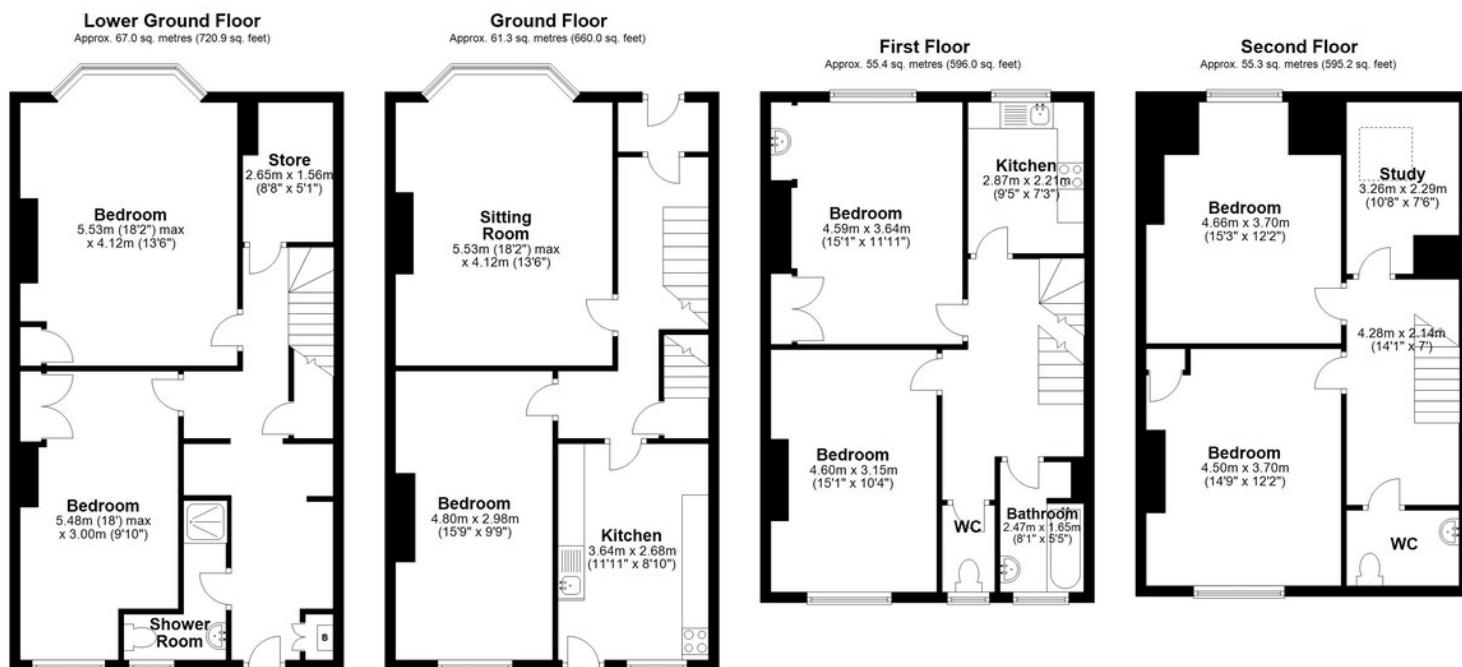 Lower Ground Floor
Approx. 67.0 sq. metres (720.9 sq. feet)
Store
2.65m x 1.56m
(8'8" x 5'1")
Bedroom
5.53m (18'2") max
x 4.12m (13'6")
Bedroom
5.48m (18') max
x 3.00m (9'10")
Shower
Room
B
Ground Floor
Approx. 61.3 sq. metres (660.0 sq. feet)
Sitting
Room
5.53m (18'2") max
x 4.12m (13'6")
Bedroom
4.80m x 2.98m
(15'9" x 9'9")
Kitchen
3.64m x 2.68m
(11'11" x 8'10")
First Floor
Approx. 55.4 sq. metres (596.0 sq. feet)
Kitchen
2.87m x 2.21m
(9'5" x 7'3")
Bedroom
4.59m x 3.64m
(15'1" x 11'11")
Bedroom
4.60m x 3.15m
(15'1" x 10'4")
WC
Bathroom
2.47m x 1.65m
(8'1" x 5'5")
Second Floor
Approx. 55.3 sq. metres (595.2 sq. feet)
Study
3.26m x 2.29m
(10'8" x 7'6")
Bedroom
4.66m x 3.70m
(15'3" x 12'2")
4.28m x 2.14m
(14'1" x 7')
Bedroom
4.50m x 3.70m
(14'9" x 12'2")
WC